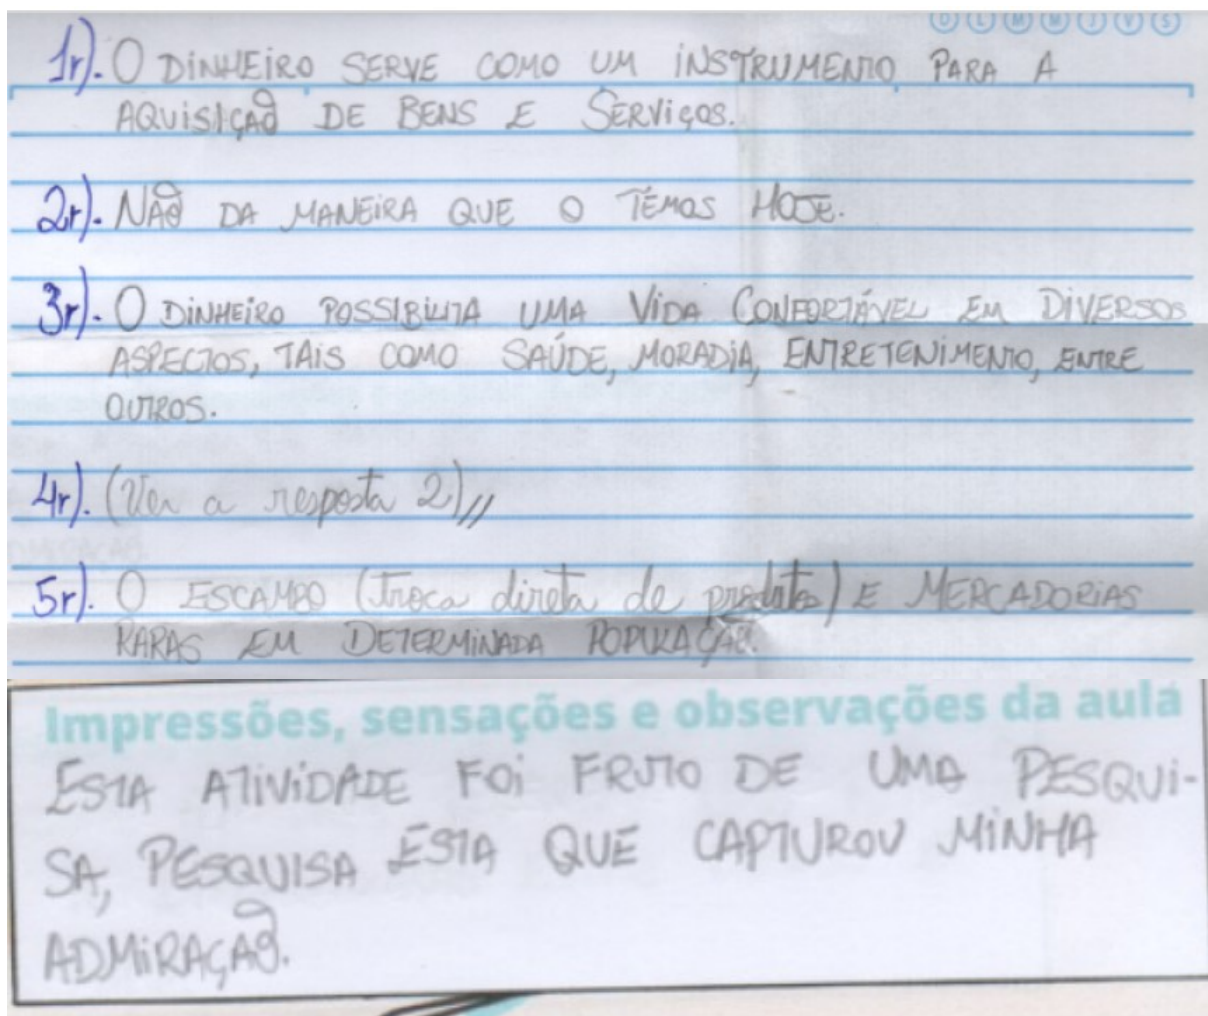 D L M M J V S
1r). O DINHEIRO SERVE COMO UM INSTRUMENTO PARA A
AQUISIÇÃO DE BENS E SERVIÇOS.
2r). NÃO DA MANEIRA QUE O TEMOS HOJE.
3r). O DINHEIRO POSSIBILITA UMA VIDA CONFORTÁVEL EM DIVERSOS
ASPECTOS, TAIS COMO SAÚDE, MORADIA, ENTRETENIMENTO, ENTRE
OUTROS.
4r). (Ver a resposta 2)//
5r). O ESCAMBO (Troca direta de produtos) E MERCADORIAS
RARAS EM DETERMINADA POPULAÇÃO.
Impressões, sensações e observações da aula
ESTA ATIVIDADE FOI FRUTO DE UMA PESQUI-
SA, PESQUISA ESTA QUE CAPTUROU MINHA
ADMIRAÇÃO.